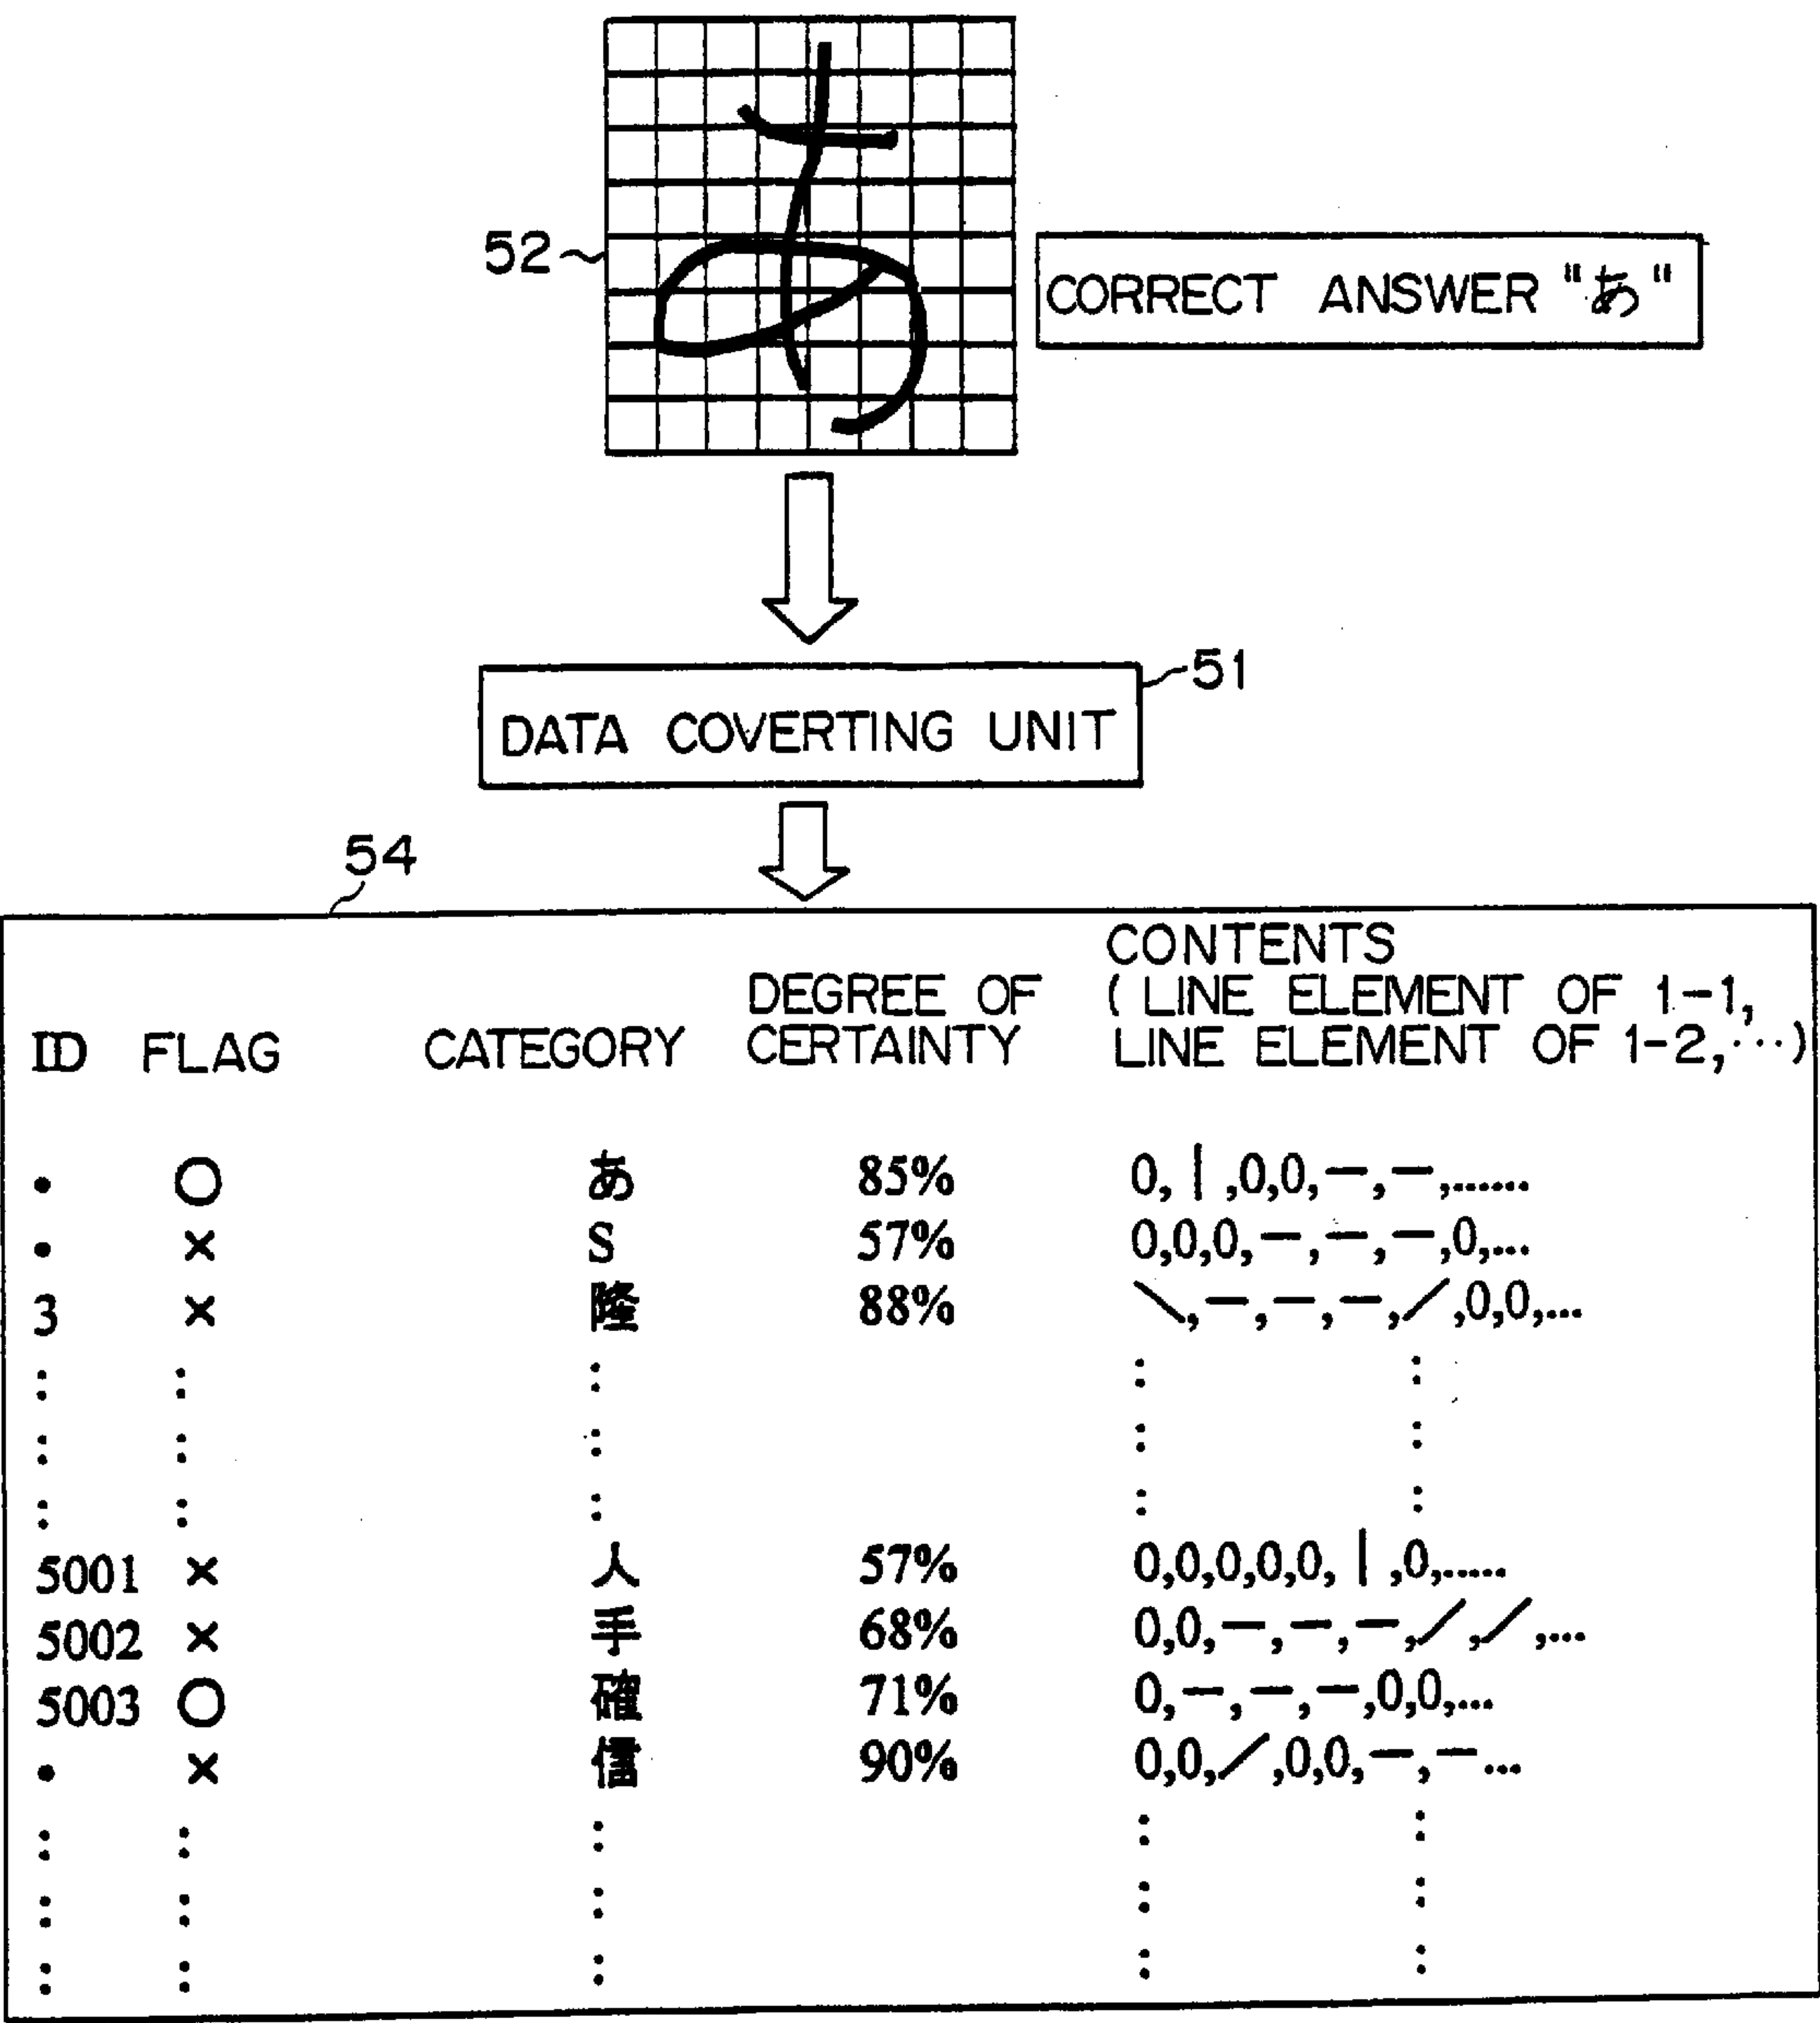 52
CORRECT ANSWER "あ"
51
DATA COVERTING UNIT
54
CONTENTS
DEGREE OF ( LINE ELEMENT OF 1-1,
ID FLAG CATEGORY CERTAINTY LINE ELEMENT OF 1-2, ⋯)
• ○ あ 85% 0,|,0,0,—,—,......
• × S 57% 0,0,0,—,—,—,0,...
3 × 隆 88% \,—,—,—,/,0,0,...
5001 × 人 57% 0,0,0,0,0,|,0,.....
5002 × 手 68% 0,0,—,—,—,/,/,...
5003 ○ 確 71% 0,—,—,—,0,0,...
• × 信 90% 0,0,/,0,0,—,—...